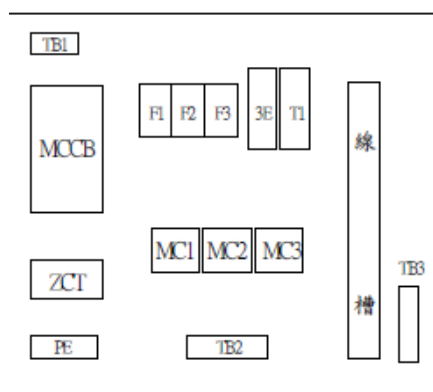 TB1
F1 F2 F3 3E T1
MCCB
線
MC1 MC2 MC3
TB3
ZCT
槽
PE
TB2